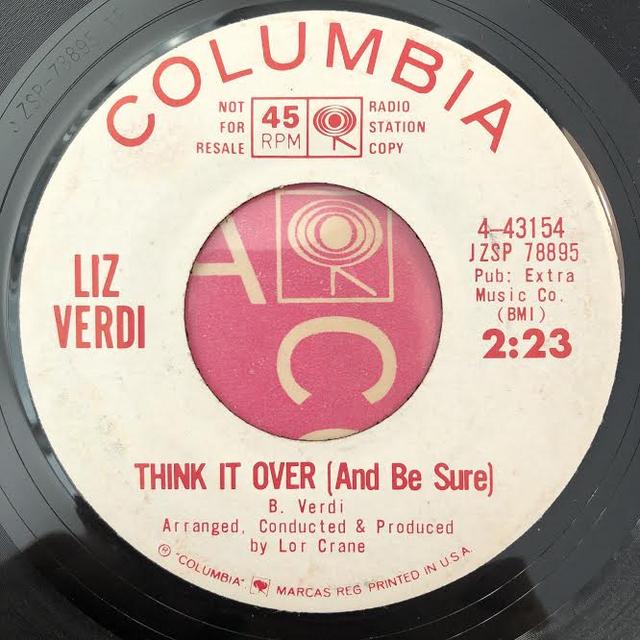 COLUMBIA
NOT FOR RESALE
45 RPM
RADIO STATION COPY
LIZ
VERDI
4-43154
JZSP 78895
Pub: Extra
Music Co.
(BMI)
2:23
THINK IT OVER (And Be Sure)
B. Verdi
Arranged, Conducted & Produced
by Lor Crane
Ⓡ "COLUMBIA" MARCAS REG. PRINTED IN U.S.A.
JZSP-78895
A
C